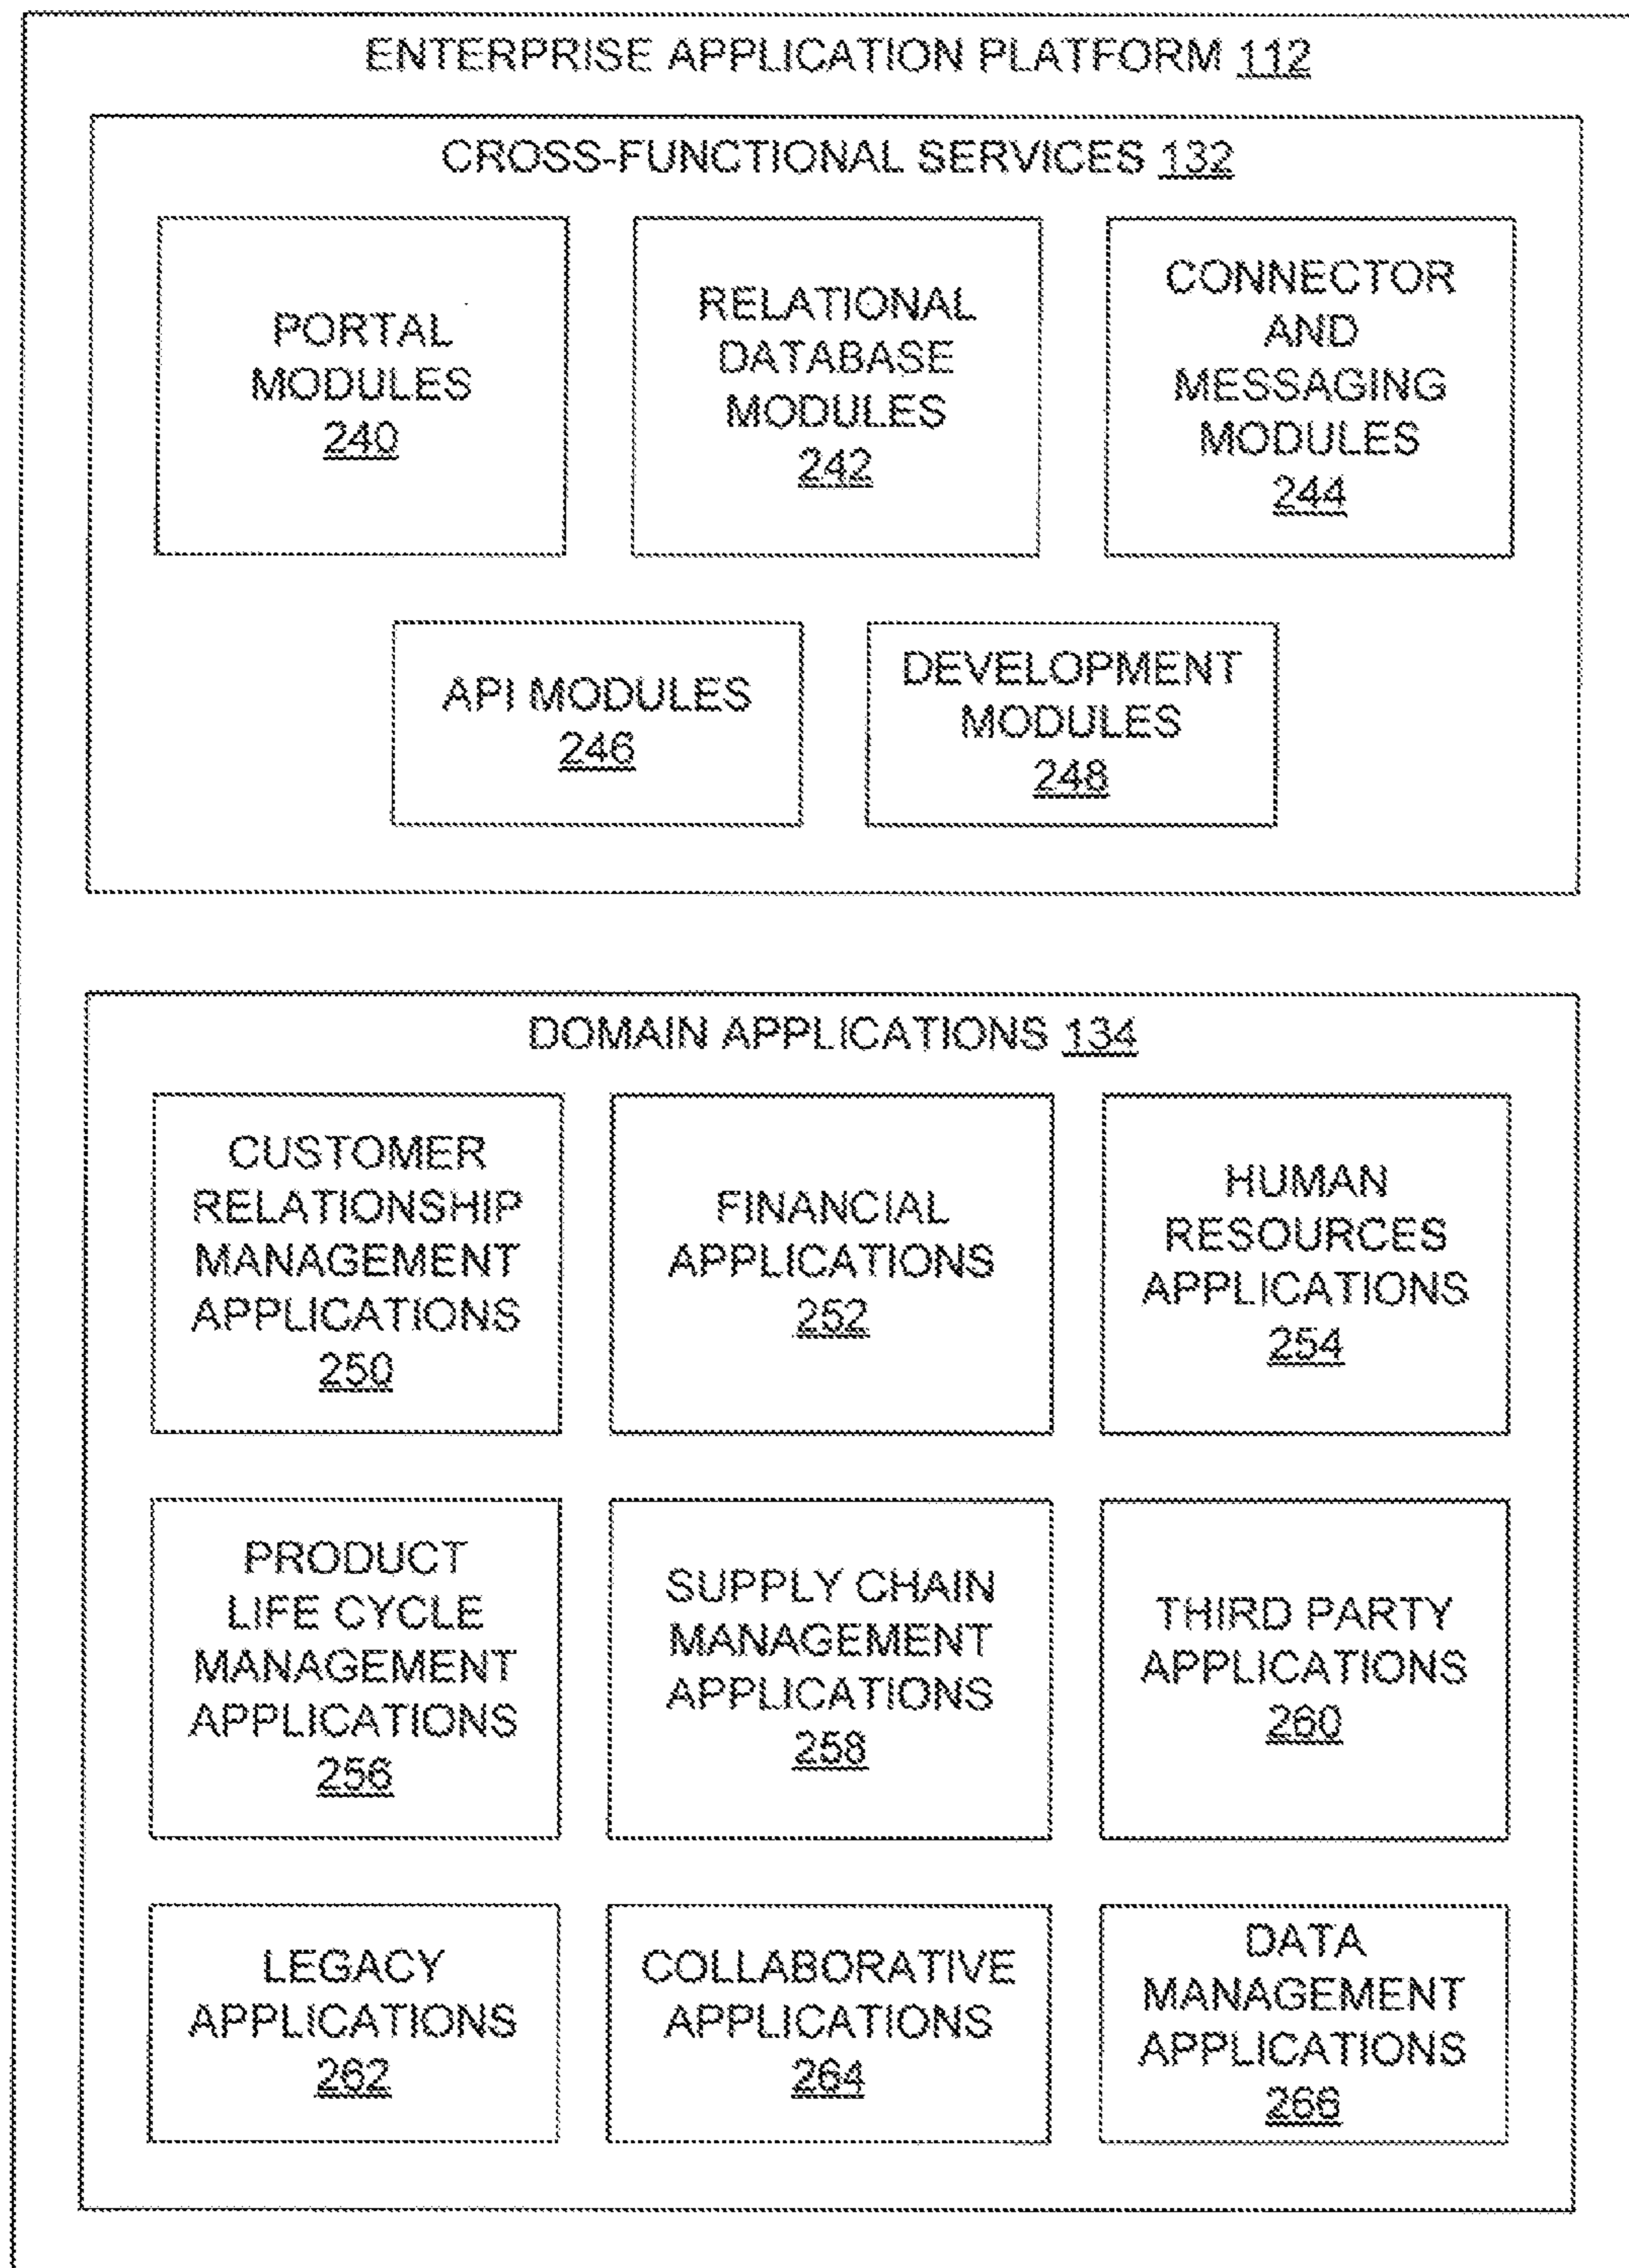 ENTERPRISE APPLICATION PLATFORM 112
CROSS-FUNCTIONAL SERVICES 132
PORTAL
MODULES
240
RELATIONAL
DATABASE
MODULES
242
CONNECTOR
AND
MESSAGING
MODULES
244
API MODULES
246
DEVELOPMENT
MODULES
248
DOMAIN APPLICATIONS 134
CUSTOMER
RELATIONSHIP
MANAGEMENT
APPLICATIONS
250
FINANCIAL
APPLICATIONS
252
HUMAN
RESOURCES
APPLICATIONS
254
PRODUCT
LIFE CYCLE
MANAGEMENT
APPLICATIONS
256
SUPPLY CHAIN
MANAGEMENT
APPLICATIONS
258
THIRD PARTY
APPLICATIONS
260
LEGACY
APPLICATIONS
262
COLLABORATIVE
APPLICATIONS
264
DATA
MANAGEMENT
APPLICATIONS
266